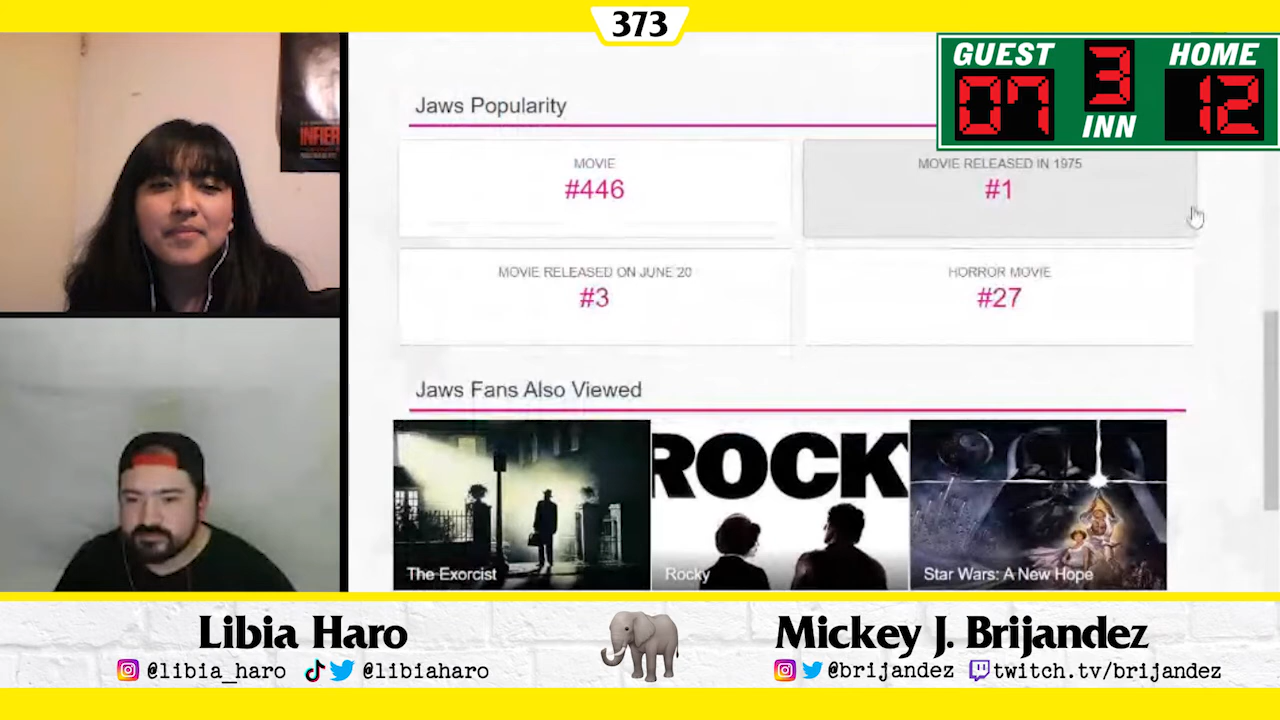 373
GUEST 3 HOME
07 INN 12
INFIER
Jaws Popularity
MOVIE
#446
MOVIE RELEASED IN 1975
#1
MOVIE RELEASED ON JUNE 20
#3
HORROR MOVIE
#27
Jaws Fans Also Viewed
ROCKY
The Exorcist
Rocky
Star Wars: A New Hope
Libia Haro
@libia_haro @libiaharo
Mickey J. Brijandez
@brijandez twitch.tv/brijandez